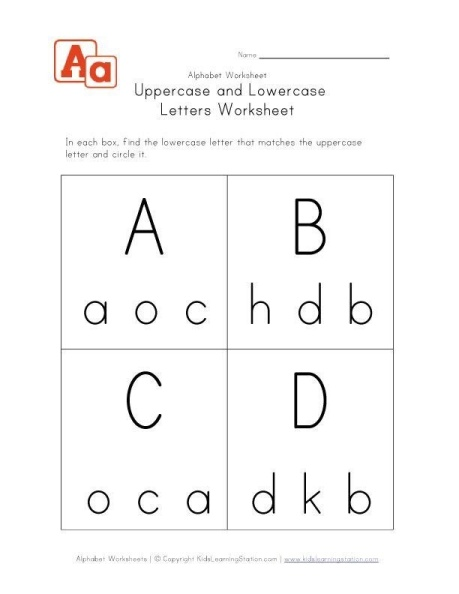 Aa
Name
Alphabet Worksheet
Uppercase and Lowercase
Letters Worksheet
In each box, find the lowercase letter that matches the uppercase
letter and circle it.
A
a o c
B
h d b
C
o c a
D
d k b
Alphabet Worksheets | © Copyright KidsLearningStation.com | www.kidslearningstation.com